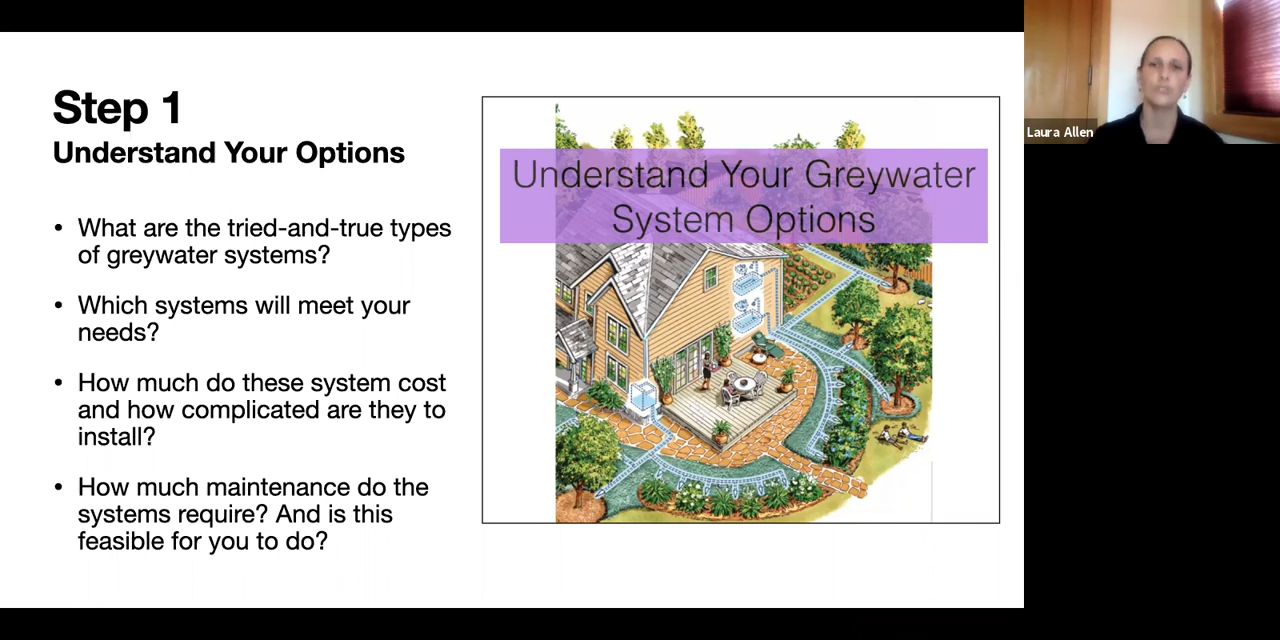 Step 1
Understand Your Options
• What are the tried-and-true types
of greywater systems?
• Which systems will meet your
needs?
• How much do these system cost
and how complicated are they to
install?
• How much maintenance do the
systems require? And is this
feasible for you to do?
Understand Your Greywater
System Options
Laura Allen